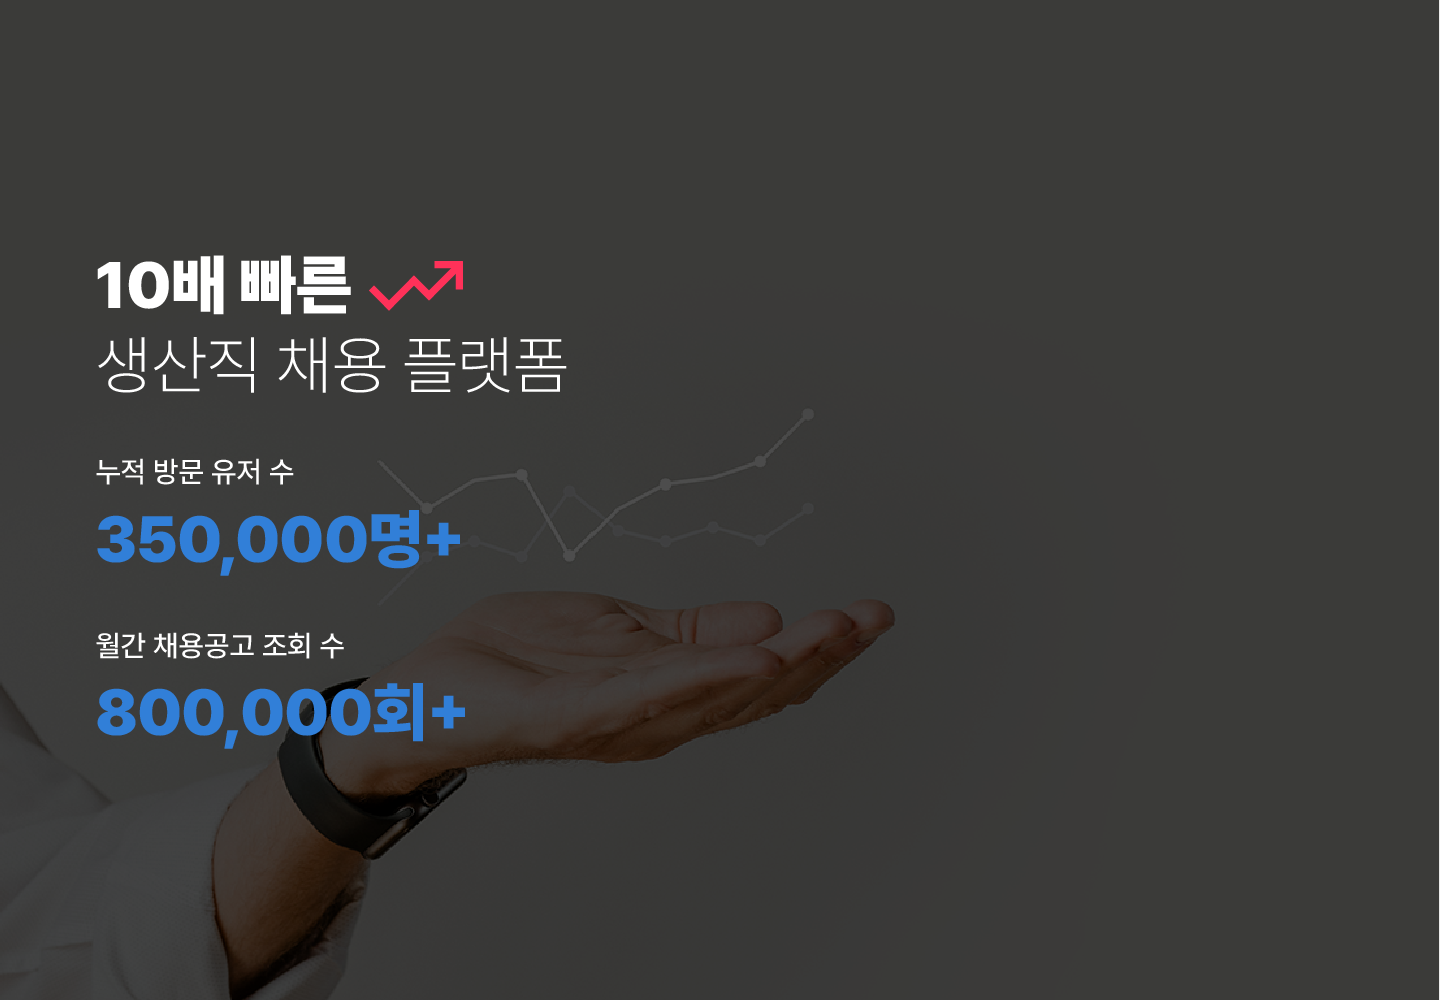 10배 빠른
생산직 채용 플랫폼
누적 방문 유저 수
350,000명+
월간 채용공고 조회 수
800,000회+